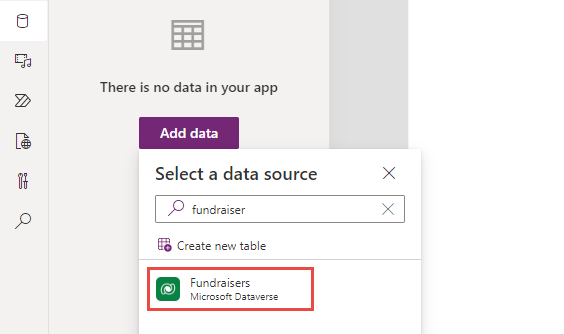 There is no data in your app
Add data
Select a data source
fundraiser
Create new table
Fundraisers
Microsoft Dataverse